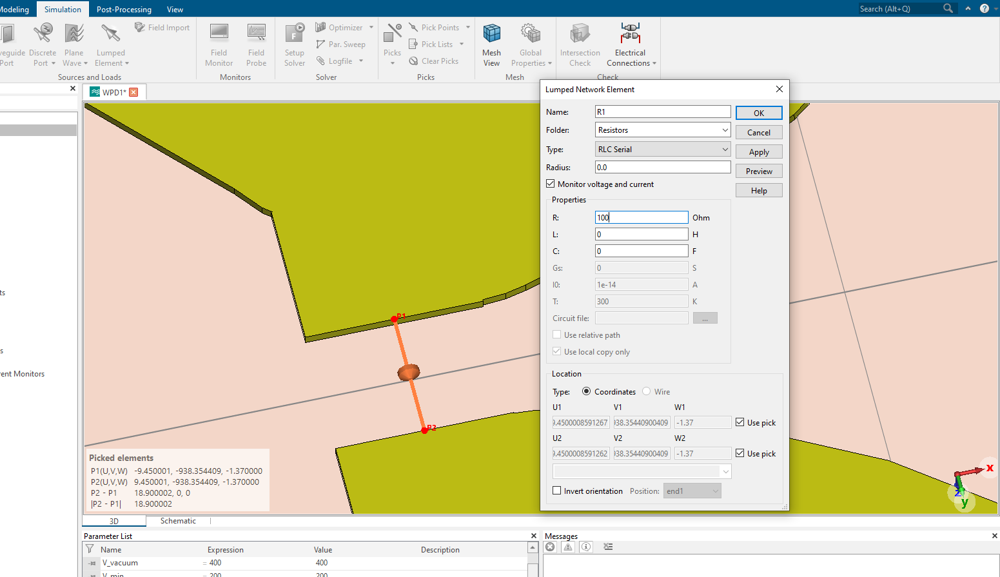 Modeling Simulation Post-Processing View Search (Alt+Q)
Field Import Optimizer Pick Points
Par. Sweep Pick Lists
Discrete Plane Lumped Field Field Setup Picks Mesh Global Intersection Electrical
Port Port Wave Element Monitor Probe Solver Logfile Clear Picks View Properties Check Connections
Sources and Loads Monitors Solver Picks Mesh Check
WPD1*
Lumped Network Element
Name: R1 OK
Folder: Resistors Cancel
Type: RLC Serial Apply
Radius: 0.0 Preview
Monitor voltage and current Help
Properties
R: 100 Ohm
L: 0 H
C: 0 F
Gs: 0 S
I0: 1e-14 A
T: 300 K
Circuit file: ...
Use relative path
Use local copy only
Location
Type: Coordinates Wire
U1 V1 W1
9.4500008591267 938.35440900409 -1.37 Use pick
U2 V2 W2
9.4500008591262 938.35440900409 -1.37 Use pick
Invert orientation Position: end1
P1
P2
Picked elements
P1(U,V,W) -9.450001, -938.354409, -1.370000
P2(U,V,W) 9.450001, -938.354409, -1.370000
P2 - P1 18.900002, 0, 0
|P2 - P1| 18.900002
x
z
y
3D Schematic
Parameter List
Name Expression Value Description
V_vacuum = 400 400
V_min = 200 200
Messages